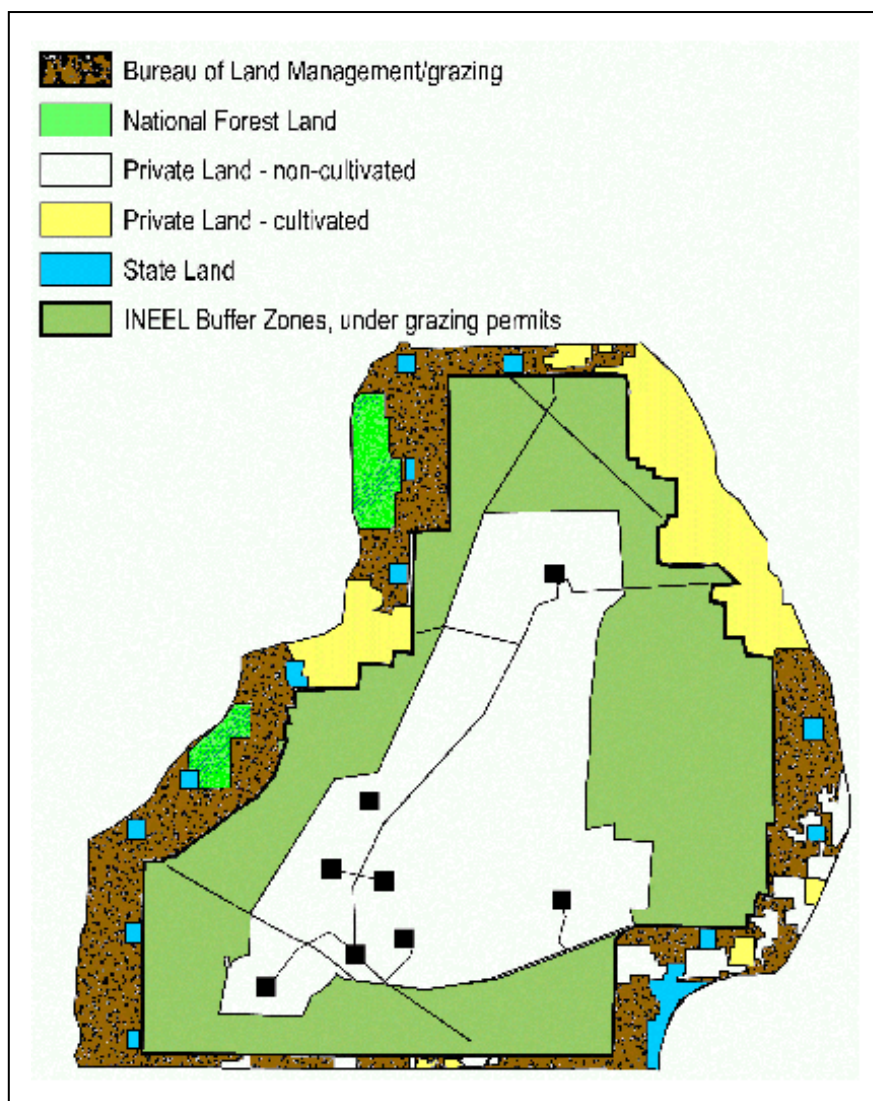 Bureau of Land Management/grazing
National Forest Land
Private Land - non-cultivated
Private Land - cultivated
State Land
INEEL Buffer Zones, under grazing permits